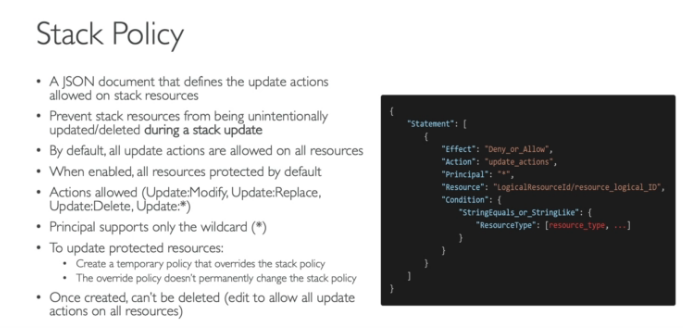 Stack Policy
• A JSON document that defines the update actions
allowed on stack resources
• Prevent stack resources from being unintentionally
updated/deleted during a stack update
• By default, all update actions are allowed on all resources
• When enabled, all resources protected by default
• Actions allowed (Update:Modify, Update:Replace,
Update:Delete, Update:*)
• Principal supports only the wildcard (*)
• To update protected resources:
• Create a temporary policy that overrides the stack policy
• The override policy doesn't permanently change the stack policy
• Once created, can't be deleted (edit to allow all update
actions on all resources)
{
"Statement": [
{
"Effect": "Deny_or_Allow",
"Action": "update_actions",
"Principal": "*",
"Resource": "LogicalResourceId/resource_logical_ID",
"Condition": {
"StringEquals_or_StringLike": {
"ResourceType": [resource_type, ...]
}
}
}
]
}